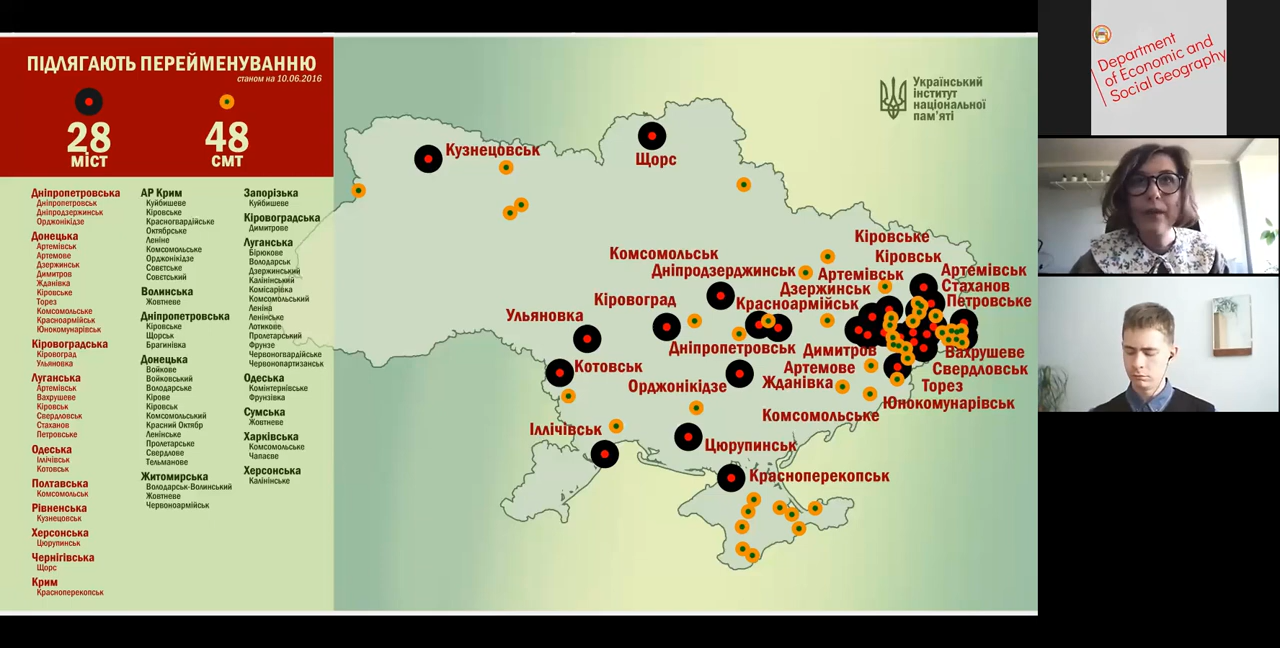 ПІДЛЯГАЮТЬ ПЕРЕЙМЕНУВАННЮ
станом на 10.06.2016
28
міст
48
смт
Дніпропетровська
Дніпропетровськ
Дніпродзержинськ
Орджонікідзе
Донецька
Артемівськ
Артемове
Дзержинськ
Димитров
Жданівка
Кіровське
Торез
Комсомольське
Красноармійськ
Юнокомунарівськ
Кіровоградська
Кіровоград
Ульяновка
Луганська
Артемівськ
Вахрушеве
Кіровськ
Свердловськ
Стаханов
Петровське
Одеська
Іллічівськ
Котовськ
Полтавська
Комсомольськ
Рівненська
Кузнецовськ
Херсонська
Цюрупинськ
Чернігівська
Щорс
Крим
Красноперекопськ
АР Крим
Куйбишеве
Кіровське
Красногвардійське
Октябрське
Леніне
Комсомольське
Орджонікідзе
Совєтське
Совєтський
Волинська
Жовтневе
Дніпропетровська
Кіровське
Щорськ
Брагинівка
Донецька
Войкове
Войковський
Володарське
Кірове
Кіровськ
Комсомольський
Красний Октябр
Ленінське
Пролетарське
Свердлове
Тельманове
Житомирська
Володарськ-Волинський
Жовтневе
Червоноармійськ
Запорізька
Куйбишеве
Кіровоградська
Димитрове
Луганська
Бірюкове
Володарськ
Дзержинський
Калінінський
Комісарівка
Комсомольський
Леніна
Ленінське
Лотикове
Пролетарський
Фрунзе
Червоногвардійське
Червонопартизанськ
Одеська
Комінтернівське
Фрунзівка
Сумська
Жовтневе
Харківська
Комсомольське
Чапаєве
Херсонська
Калінінське
Український
інститут
національної
пам'яті
Кузнецовськ
Щорс
Кіровське
Комсомольськ
Кіровськ
Дніпродзерджинськ
Артемівськ
Артемівськ
Дзержинськ
Стаханов
Кіровоград
Красноармійськ
Петровське
Ульяновка
Дніпропетровськ
Димитров
Вахрушеве
Котовськ
Артемове
Свердловськ
Орджонікідзе
Жданівка
Торез
Юнокомунарівськ
Комсомольське
Іллічівськ
Цюрупинськ
Красноперекопськ
Department
of Economic and
Social Geography